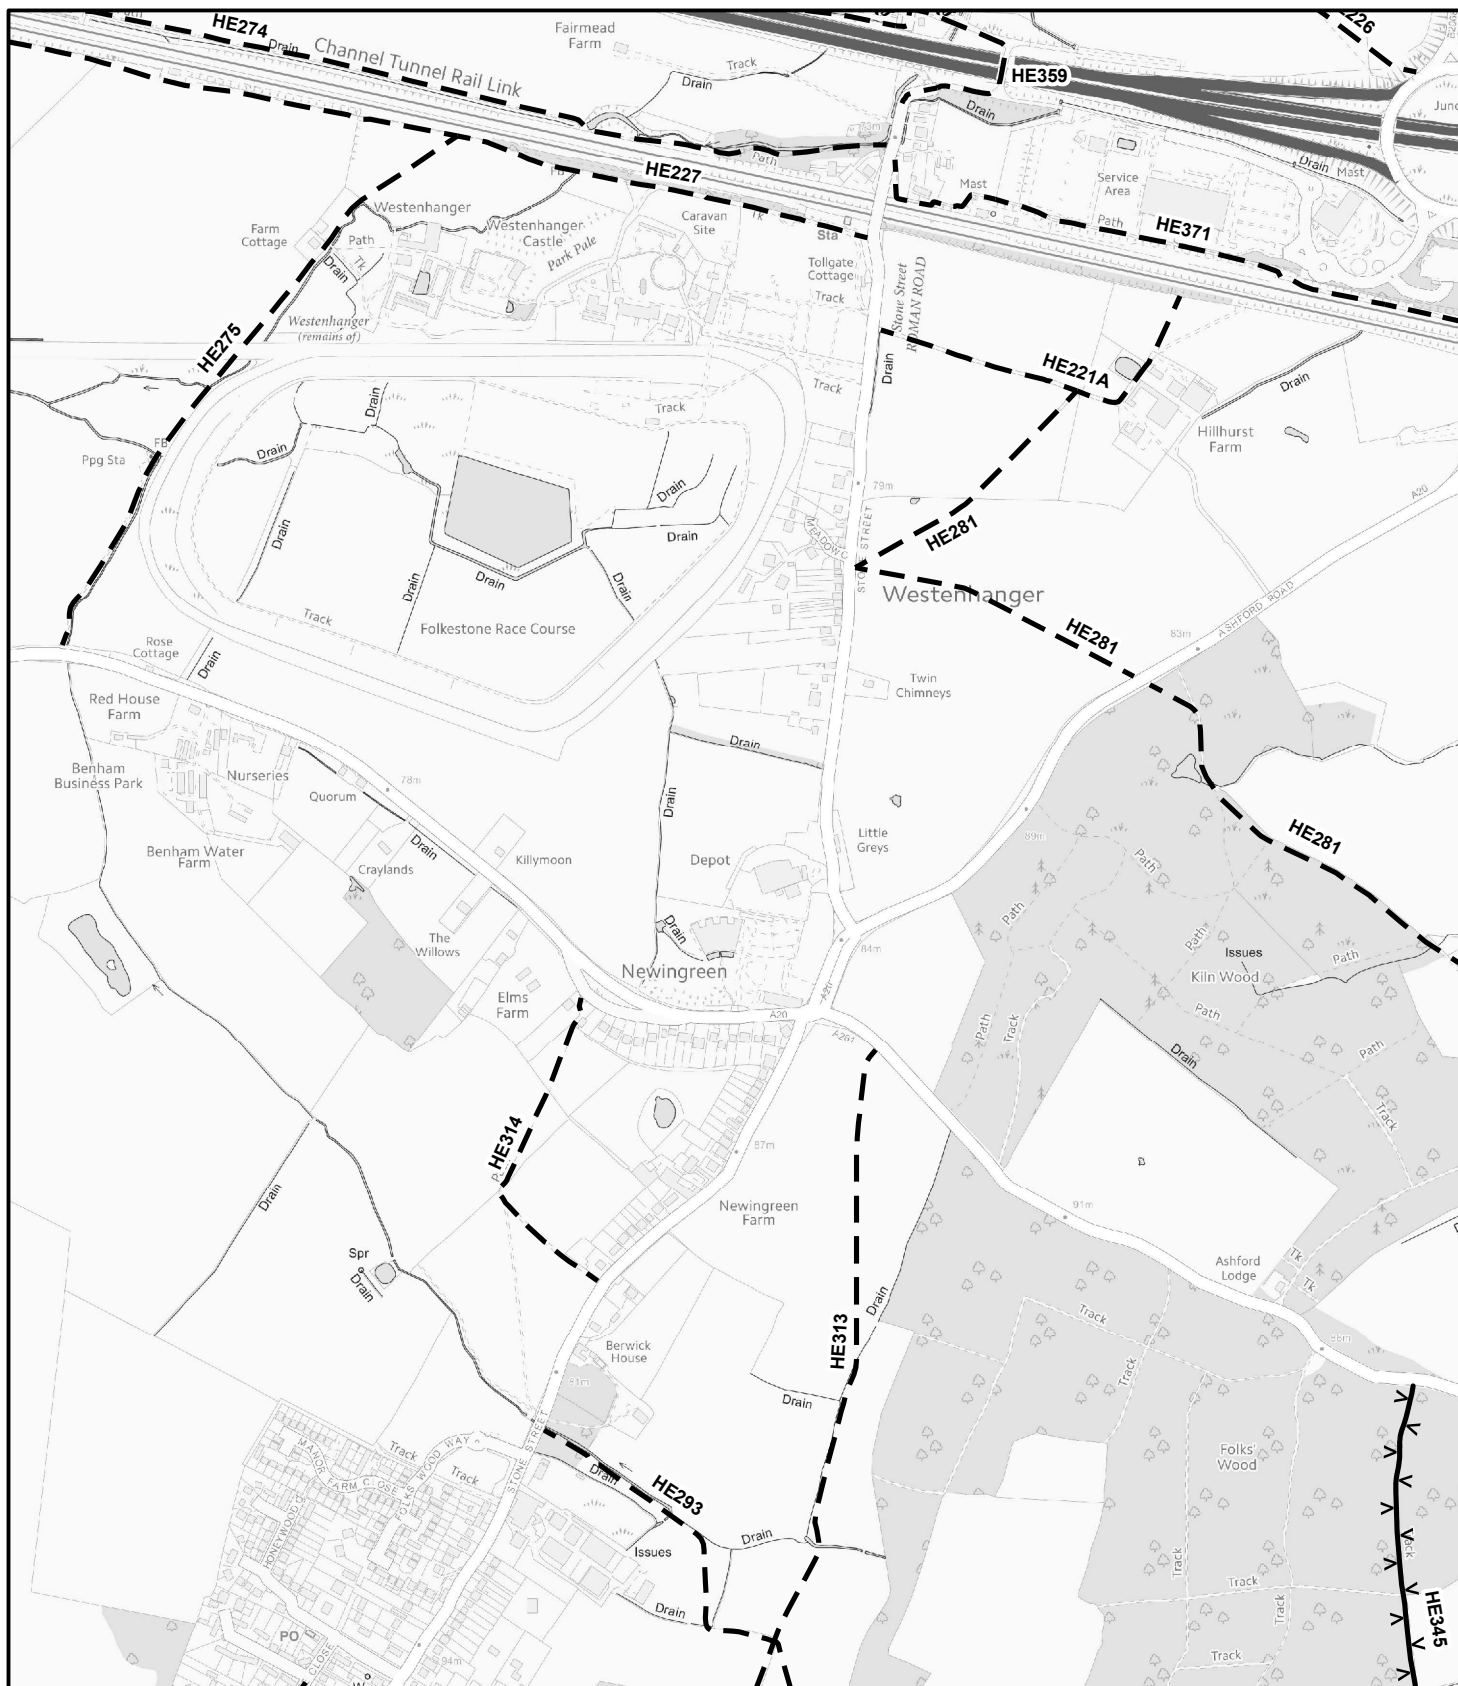 HE274
Drain
Channel Tunnel Rail Link
Fairmead
Farm
Track
Drain
HE226
HE359
Drain
73m
Path
Mast
Service
Area
Drain
Mast
HE227
FB
Westenhanger
Westenhanger
Castle
Park Pale
Caravan
Site
Tk
Sta
Path
HE371
Farm
Cottage
Path
Tk
Drain
Tollgate
Cottage
Track
Stone Street
ROMAN ROAD
Westenhanger
(remains of)
HE275
Drain
HE221A
Track
Drain
Track
Drain
Hillhurst
Farm
FB
Ppg Sta
Drain
Drain
Drain
Drain
Drain
Drain
Drain
Drain
79m
A20
MEADOW
STONE STREET
HE281
Westenhanger
HE281
83m
ASHFORD ROAD
Track
Folkestone Race Course
Rose
Cottage
Drain
Red House
Farm
Twin
Chimneys
Drain
Benham
Business Park
Nurseries
Quorum
78m
Drain
Drain
Benham Water
Farm
Craylands
Killymoon
Depot
Little
Greys
89m
HE281
Path
Path
Path
Path
Issues
Kiln Wood
The
Willows
Drain
84m
Newingreen
Elms
Farm
A20
A20
A261
Path
Track
Path
Drain
Path
Track
HE314
87m
Newingreen
Farm
91m
Drain
Spr
Drain
Ashford
Lodge
Tk
Tk
Track
86m
Drain
HE313
Berwick
House
91m
Track
Drain
STONE STREET
Track
MANOR FARM CLOSE
FOLKS WOOD WAY
Track
Drain
HE293
Folks'
Wood
HONEYWOOD
Drain
Issues
Drain
Track
Track
Track
HE345
PO
CLOSE
94m
Track